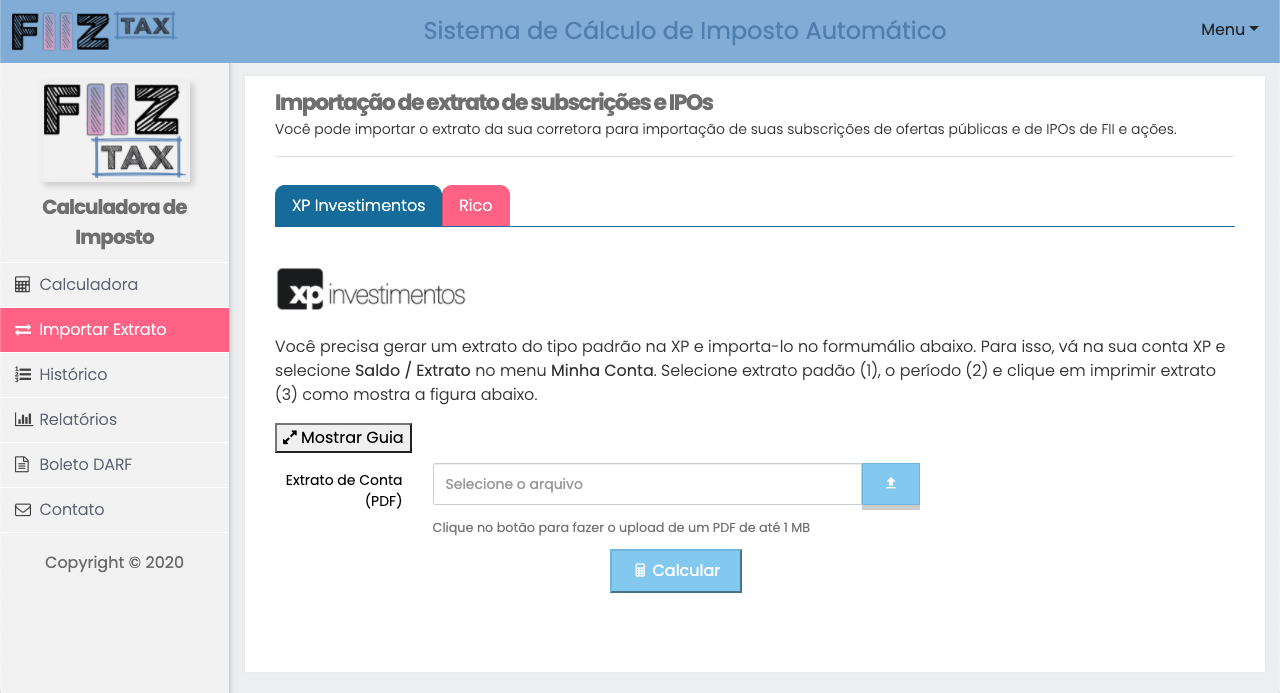 FIIZ TAX
Sistema de Cálculo de Imposto Automático
Menu
FIIZ
TAX
Calculadora de
Imposto
Calculadora
Importar Extrato
Histórico
Relatórios
Boleto DARF
Contato
Copyright © 2020
Importação de extrato de subscrições e IPOs
Você pode importar o extrato da sua corretora para importação de suas subscrições de ofertas públicas e de IPOs de FII e ações.
XP Investimentos
Rico
xp investimentos
Você precisa gerar um extrato do tipo padrão na XP e importa-lo no formumálio abaixo. Para isso, vá na sua conta XP e
selecione Saldo / Extrato no menu Minha Conta. Selecione extrato padão (1), o período (2) e clique em imprimir extrato
(3) como mostra a figura abaixo.
Mostrar Guia
Extrato de Conta
(PDF)
Selecione o arquivo
Clique no botão para fazer o upload de um PDF de até 1 MB
Calcular